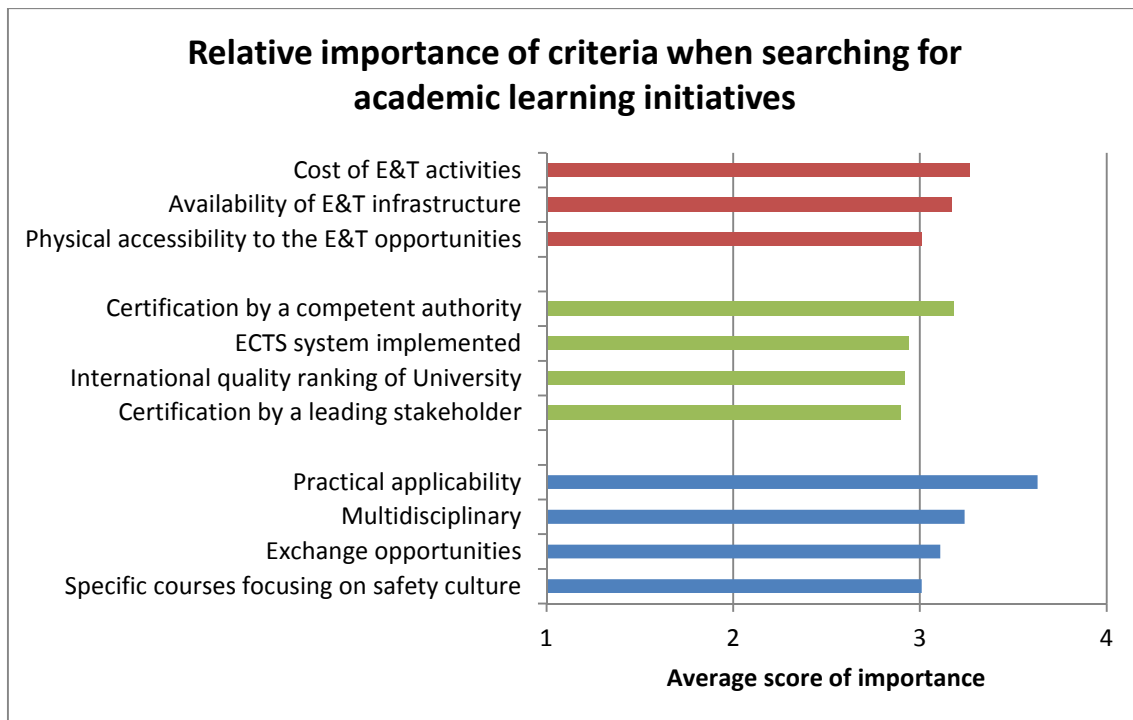 Relative importance of criteria when searching for
academic learning initiatives
Cost of E&T activities
Availability of E&T infrastructure
Physical accessibility to the E&T opportunities
Certification by a competent authority
ECTS system implemented
International quality ranking of University
Certification by a leading stakeholder
Practical applicability
Multidisciplinary
Exchange opportunities
Specific courses focusing on safety culture
1 2 3 4
Average score of importance